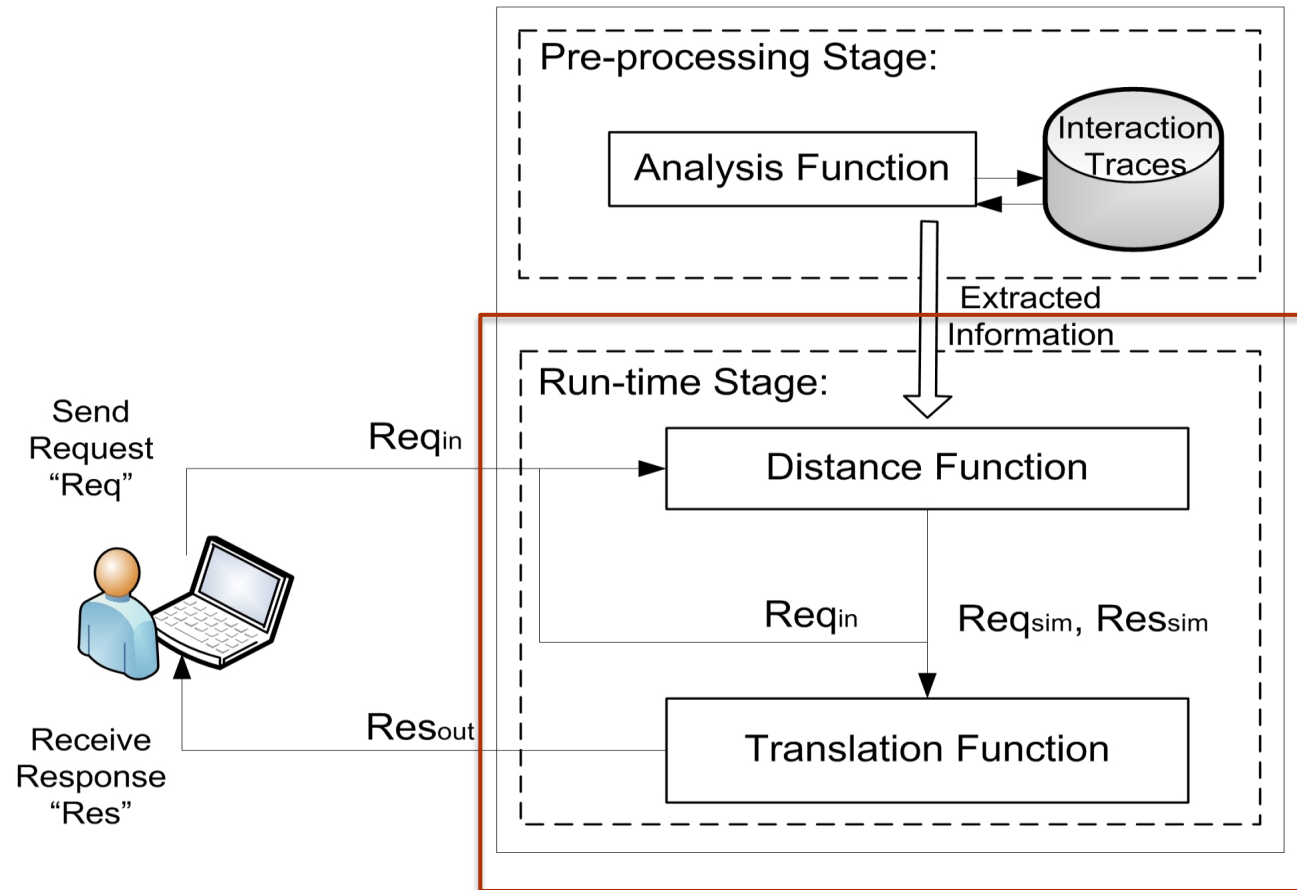 Pre-processing Stage:
Analysis Function
Interaction
Traces
Extracted
Information
Run-time Stage:
Send
Request
“Req”
Reqin
Distance Function
Reqin
Reqsim, Ressim
Resout
Translation Function
Receive
Response
“Res”